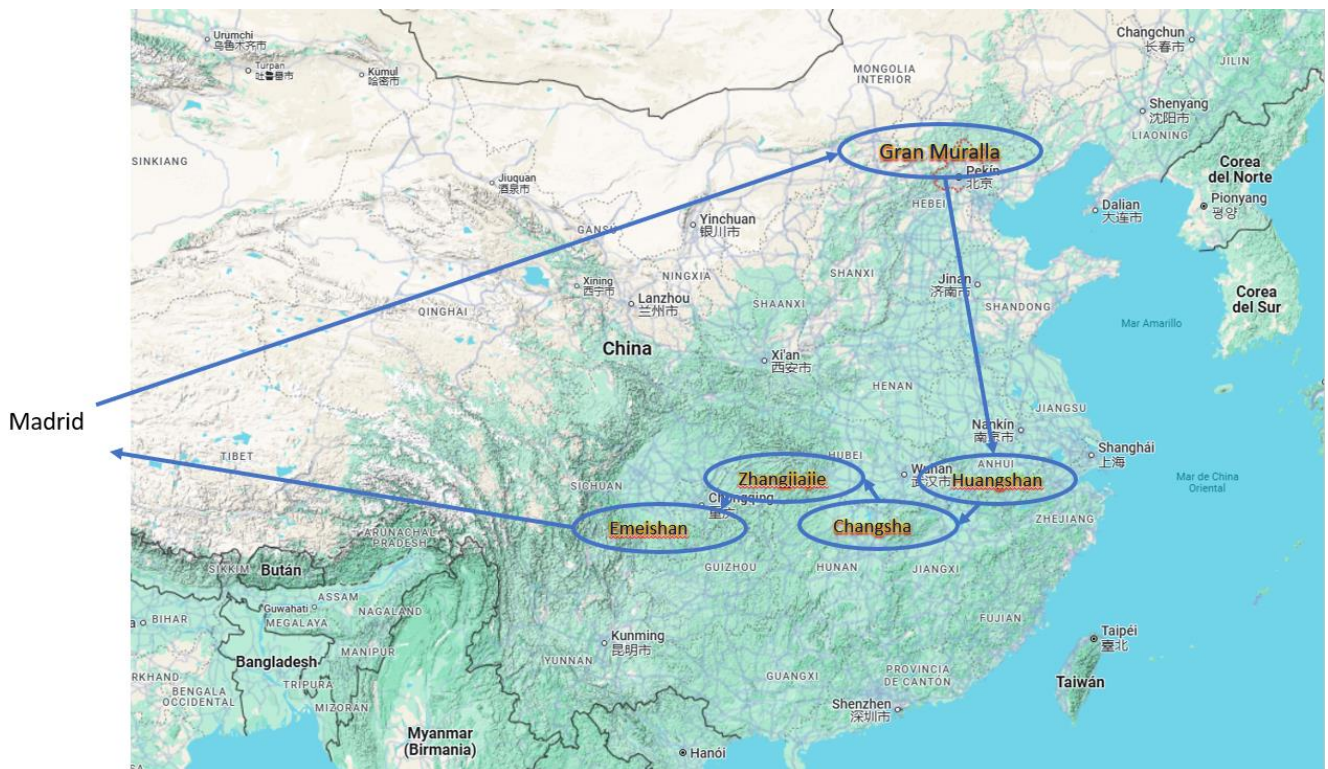 Urumchi
乌鲁木齐市
Turpan
吐鲁番市
Kumul
哈密市
Changchun
长春市
MONGOLIA
INTERIOR
JILIN
Shenyang
沈阳市
LIAONING
SINKIANG
Gran Muralla
Pekín
北京
Corea
del Norte
Jiuquan
酒泉市
HEBEI
Dalian
大连市
Pionyang
평양
Yinchuan
银川市
GANSU
Xining
西宁市
NINGXIA
SHANXI
Jinan
济南市
Lanzhou
兰州市
SHAANXI
SHANDONG
QINGHAI
Corea
del Sur
Mar Amarillo
China
Xi'an
西安市
HENAN
Madrid
JIANGSU
Nankín
南京市
TIBET
HUBEI
Shanghái
上海
Wuhan
武汉市
ANHUI
Zhangjiajie
Huangshan
Mar de China
Oriental
SICHUAN
Chongqing
重庆
Emeishan
Changsha
ZHEJIANG
ARUNACHAL
PRADESH
SIKKIM
Bután
GUIZHOU
HUNAN
JIANGXI
ASSAM
Guwahati
NAGALAND
BIHAR
MEGALAYA
FUJIAN
Kunming
昆明市
Taipéi
臺北
MANIPUR
Bangladesh
YUNNAN
RKHAND
TRIPURA
GUANGXI
PROVINCIA
DE CANTÓN
Taiwán
BENGALA
OCCIDENTAL
MIZORAN
Shenzhen
深圳市
Myanmar
(Birmania)
Hanói